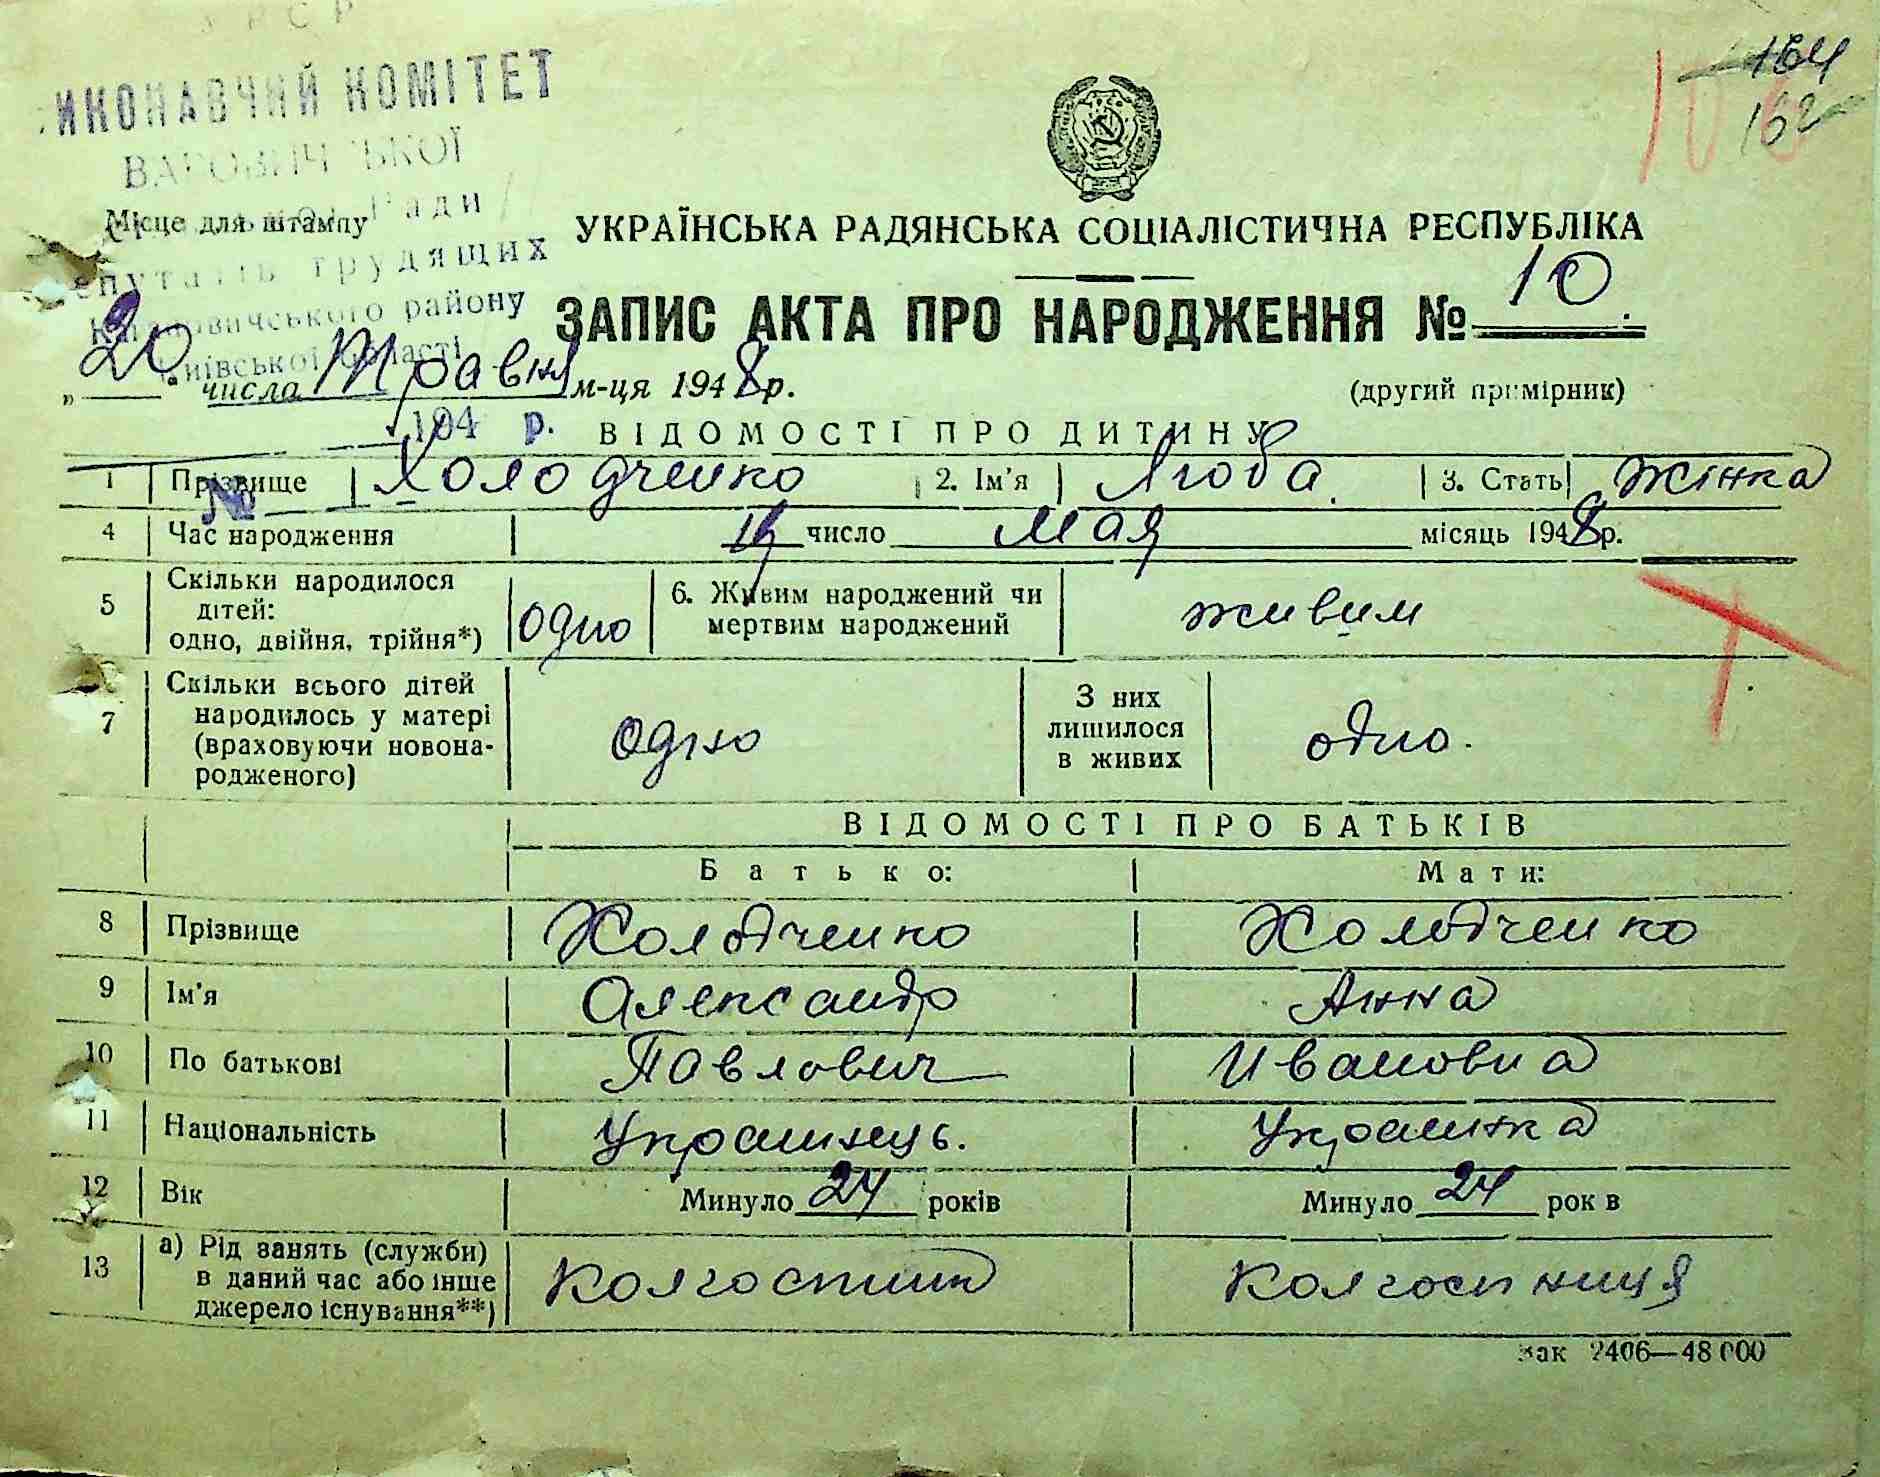 УРСР
ВИКОНАВЧИЙ КОМІТЕТ
ВАРОВИЧСЬКОЇ
Ради
трудящих
району
Київської області
194 р.
№
164
162
Місце для штампу
УКРАЇНСЬКА РАДЯНСЬКА СОЦІАЛІСТИЧНА РЕСПУБЛІКА
ЗАПИС АКТА ПРО НАРОДЖЕННЯ № 10
„20" числа Травня м-ця 1948 р.
(другий примірник)
ВІДОМОСТІ ПРО ДИТИНУ
1 Прізвище Холодченко 2. Ім'я 3. Стать Жінка
4 Час народження число мая місяць 1948 р.
5 Скільки народилося дітей: одно, двійня, трійня*) одно 6. Живим народжений чи мертвим народжений живим
7 Скільки всього дітей народилось у матері (враховуючи новонародженого) одно З них лишилося в живих одно.
ВІДОМОСТІ ПРО БАТЬКІВ
Батько: Мати:
8 Прізвище Холодченко Холодченко
9 Ім'я Александр Анна
10 По батькові Павлович Ивановна
11 Національність Украинець. Украинка
12 Вік Минуло 24 років Минуло 24 рок в
13 а) Рід занять (служби) в даний час або інше джерело існування**) Колгоспник Колгоспниця
Зак 2406—48 000